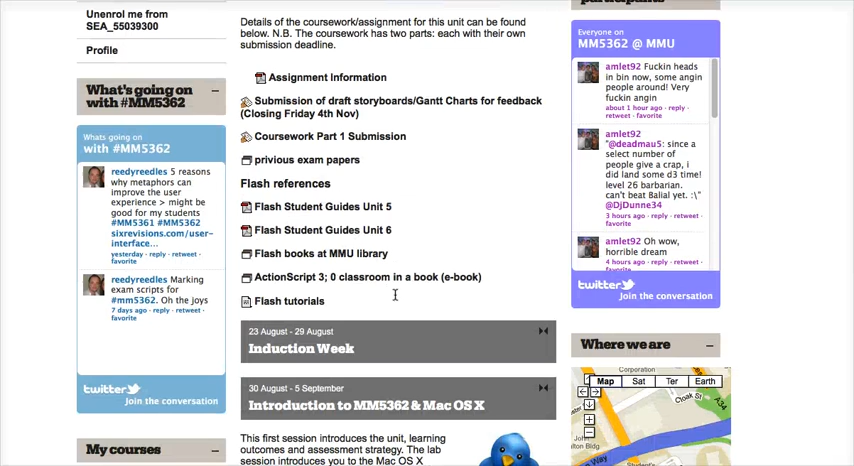 Unenrol me from
SEA_55039300
Profile
What's going on
with #MM5362
Whats going on
with #MM5362
reedyreedles 5 reasons
why metaphors can
improve the user
experience > might be
good for my students
#MM5361 #MM5362
sixrevisions.com/user-
interface...
yesterday · reply · retweet ·
favorite
reedyreedles Marking
exam scripts for
#mm5362. Oh the joys
7 days ago · reply · retweet ·
favorite
twitter
Join the conversation
My courses
Details of the coursework/assignment for this unit can be found
below. N.B. The coursework has two parts: each with their own
submission deadline.
Assignment Information
Submission of draft storyboards/Gantt Charts for feedback
(Closing Friday 4th Nov)
Coursework Part 1 Submission
privious exam papers
Flash references
Flash Student Guides Unit 5
Flash Student Guides Unit 6
Flash books at MMU library
ActionScript 3; 0 classroom in a book (e-book)
Flash tutorials
23 August - 29 August
Induction Week
30 August - 5 September
Introduction to MM5362 & Mac OS X
This first session introduces the unit, learning
outcomes and assessment strategy. The lab
session introduces you to the Mac OS X
participants
Everyone on
MM5362 @ MMU
amlet92 Fuckin heads
in bin now, some angin
people around! Very
fuckin angin
about 1 hour ago · reply ·
retweet · favorite
amlet92
"@deadmau5: since a
select number of
people give a crap, i
did land some d3 time!
level 26 barbarian.
can't beat Balial yet. :\"
@DjDunne34
3 hours ago · reply · retweet ·
favorite
amlet92 Oh wow,
horrible dream
4 hours ago · reply · retweet ·
favorite
twitter
Join the conversation
Where we are
Corporation
Map Sat Ter Earth
Cloak St
A34